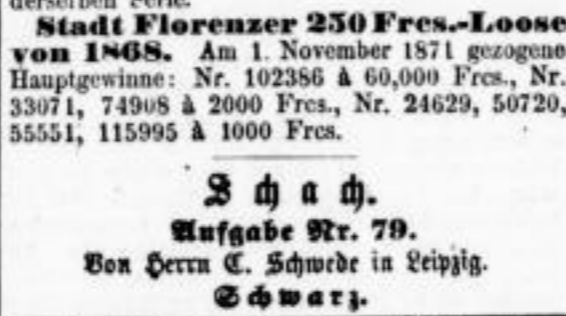 derselben Serie.
Stadt Florenzer 250 Frcs.-Loose
von 1868. Am 1. November 1871 gezogene
Hauptgewinne: Nr. 102386 à 60,000 Frcs., Nr.
33071, 74908 à 2000 Frcs., Nr. 24629, 50720,
55551, 115995 à 1000 Frcs.
Schach.
Aufgabe Nr. 79.
Von Herrn C. Schwede in Leipzig.
Schwarz.